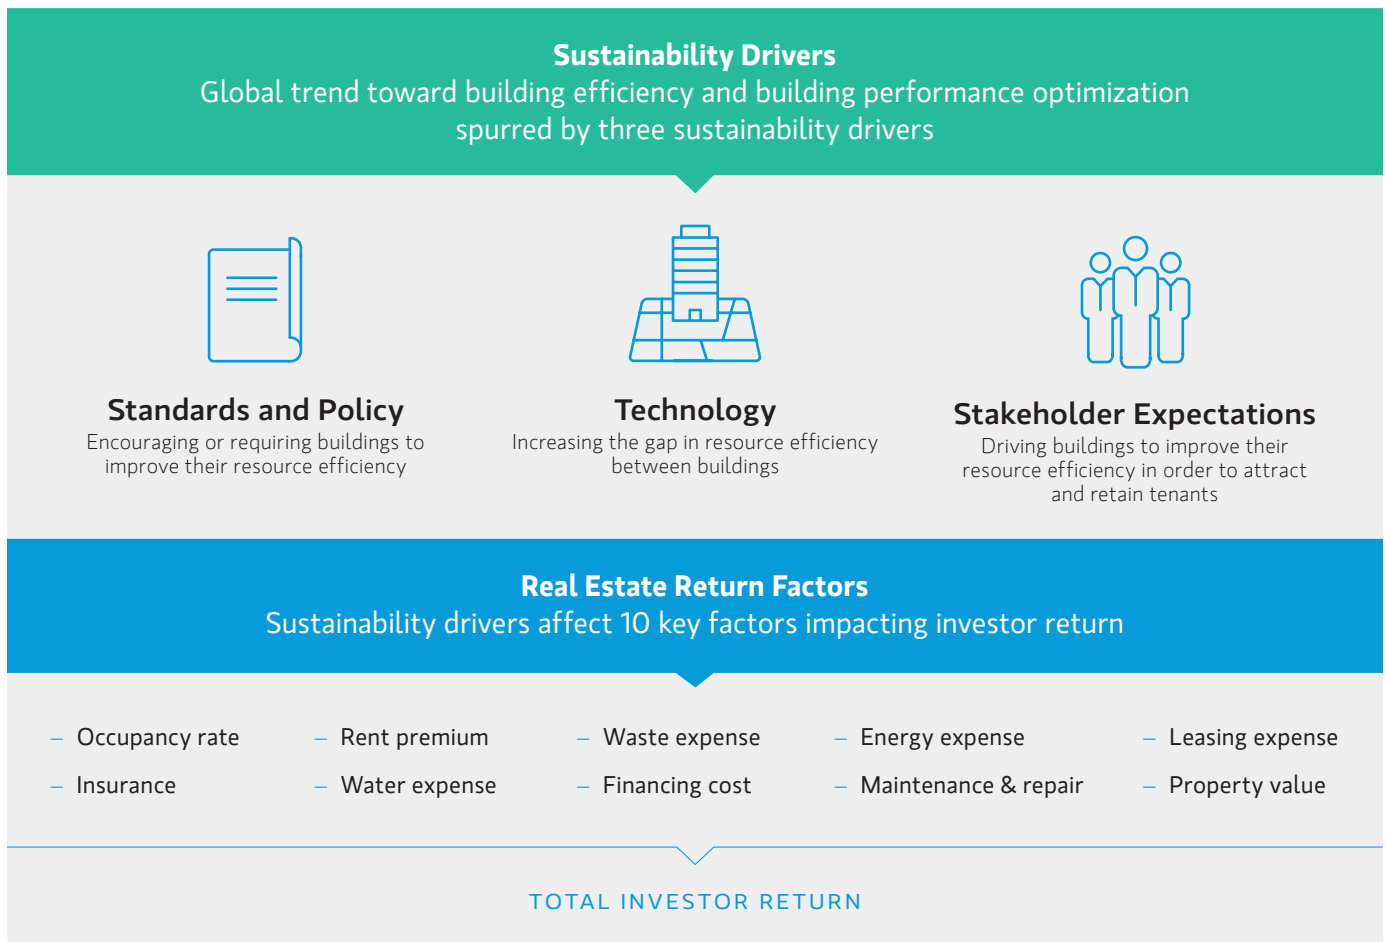 Sustainability Drivers
Global trend toward building efficiency and building performance optimization
spurred by three sustainability drivers
Standards and Policy
Encouraging or requiring buildings to
improve their resource efficiency
Technology
Increasing the gap in resource efficiency
between buildings
Stakeholder Expectations
Driving buildings to improve their
resource efficiency in order to attract
and retain tenants
Real Estate Return Factors
Sustainability drivers affect 10 key factors impacting investor return
– Occupancy rate
– Insurance
– Rent premium
– Water expense
– Waste expense
– Financing cost
– Energy expense
– Maintenance & repair
– Leasing expense
– Property value
TOTAL INVESTOR RETURN